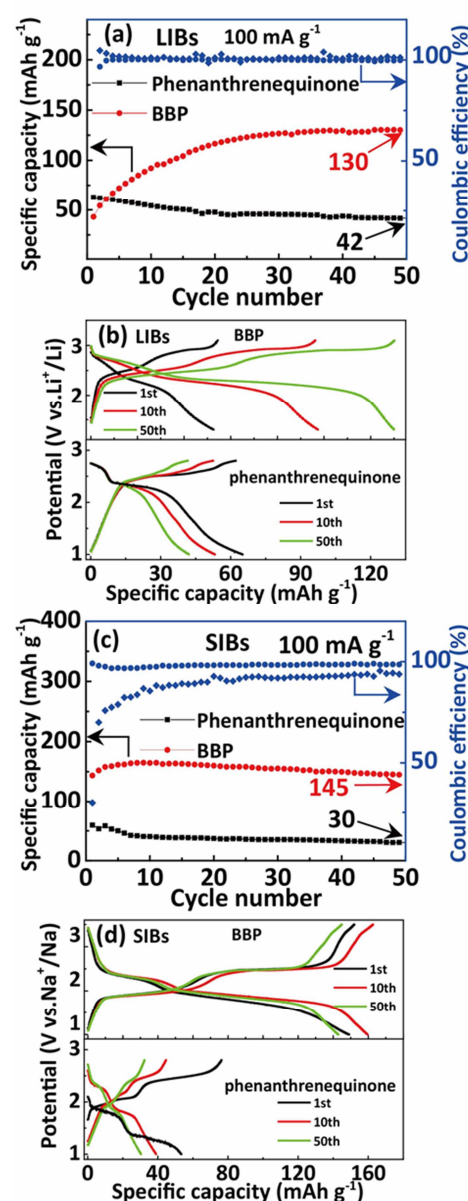 (a) LIBs 100 mA g⁻¹
200
150
100
50
Specific capacity (mAh g⁻¹)
100
50
Coulombic efficiency (%)
Phenanthrenequinone
BBP
130
42
0 10 20 30 40 50
Cycle number
(b) LIBs BBP
3
2
1st
10th
50th
Potential (V vs.Li⁺/Li)
phenanthrenequinone
3
2
1
1st
10th
50th
0 30 60 90 120
Specific capacity (mAh g⁻¹)
(c) SIBs 100 mA g⁻¹
400
300
200
100
0
Specific capacity (mAh g⁻¹)
100
50
Coulombic efficiency (%)
Phenanthrenequinone
BBP
145
30
0 10 20 30 40 50
Cycle number
(d) SIBs BBP
3
2
1
1st
10th
50th
Potential (V vs.Na⁺/Na)
phenanthrenequinone
3
2
1
1st
10th
50th
0 40 80 120 160
Specific capacity (mAh g⁻¹)